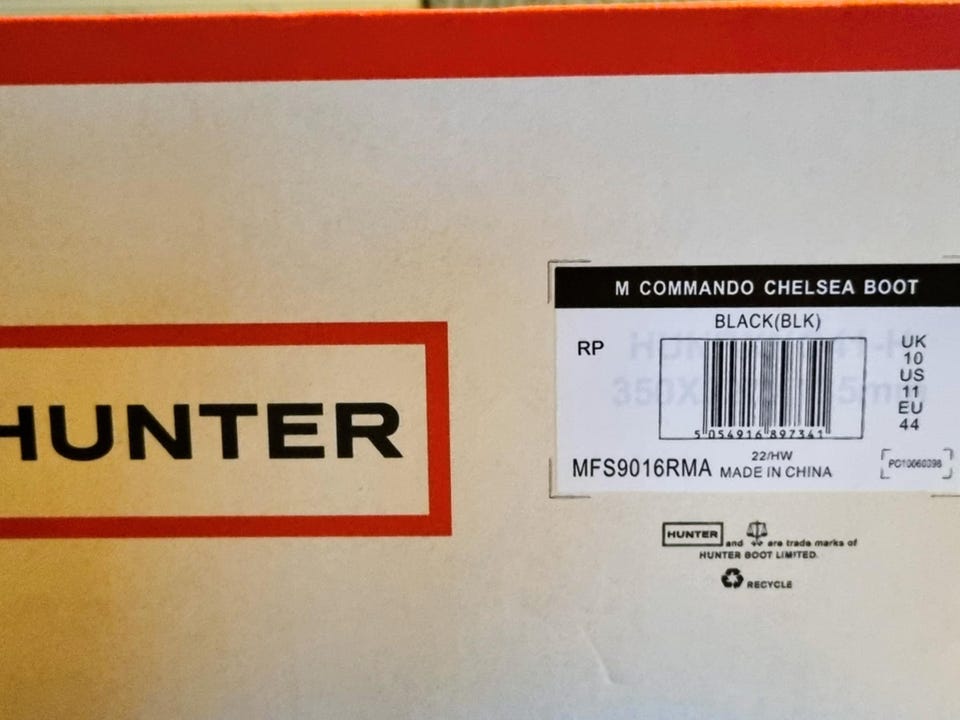 HUNTER
M COMMANDO CHELSEA BOOT
BLACK(BLK)
RP
UK
10
US
11
EU
44
5 054916 897341
MFS9016RMA
22/HW
MADE IN CHINA
PO10060398
HUNTER and are trade marks of
HUNTER BOOT LIMITED.
RECYCLE